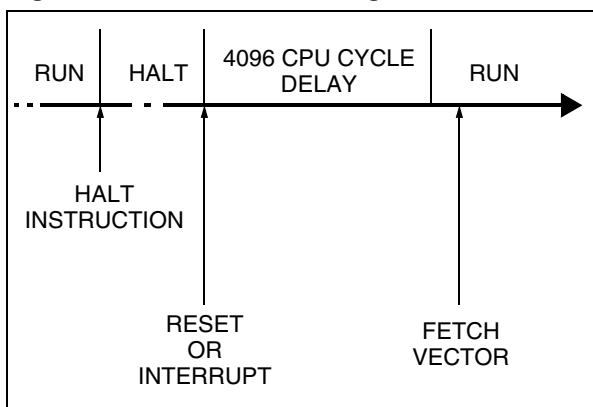 RUN
HALT
4096 CPU CYCLE
DELAY
RUN
HALT
INSTRUCTION
RESET
OR
INTERRUPT
FETCH
VECTOR